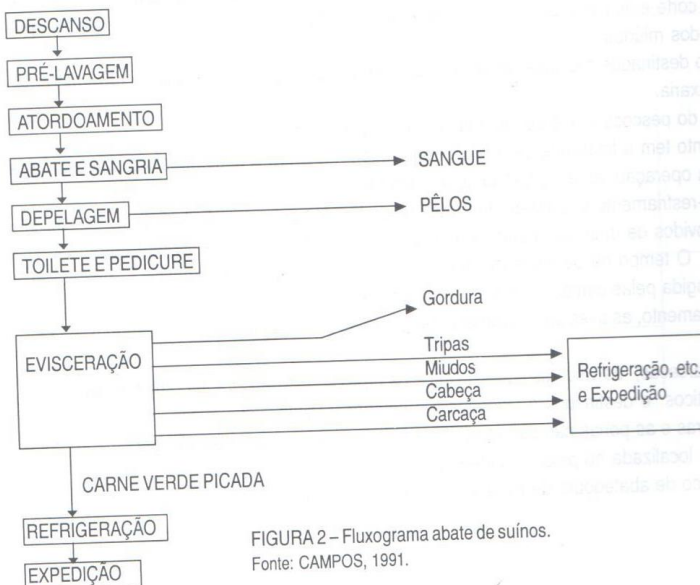 DESCANSO
PRÉ-LAVAGEM
ATORDOAMENTO
ABATE E SANGRIA
SANGUE
DEPELAGEM
PÊLOS
TOILETE E PEDICURE
Gordura
EVISCERAÇÃO
Tripas
Miudos
Cabeça
Carcaça
Refrigeração, etc.
e Expedição
CARNE VERDE PICADA
REFRIGERAÇÃO
EXPEDIÇÃO
FIGURA 2 – Fluxograma abate de suínos.
Fonte: CAMPOS, 1991.